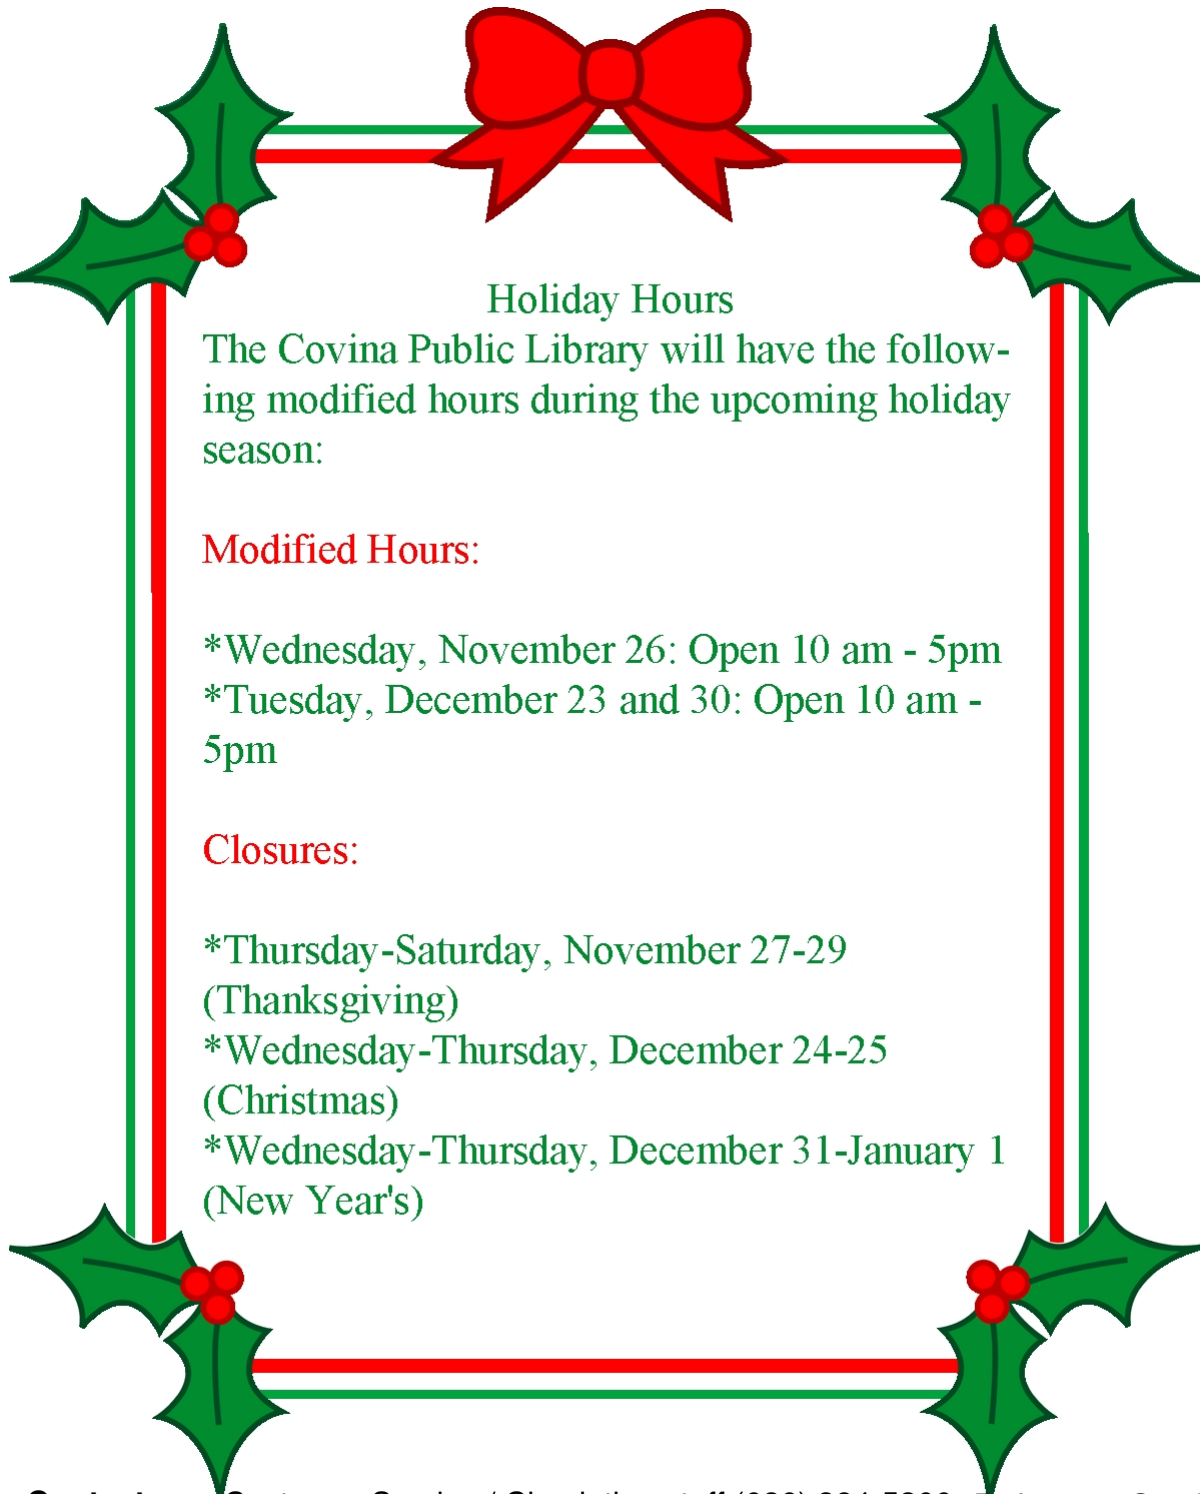 Holiday Hours
The Covina Public Library will have the follow-
ing modified hours during the upcoming holiday
season:
Modified Hours:
*Wednesday, November 26: Open 10 am - 5pm
*Tuesday, December 23 and 30: Open 10 am -
5pm
Closures:
*Thursday-Saturday, November 27-29
(Thanksgiving)
*Wednesday-Thursday, December 24-25
(Christmas)
*Wednesday-Thursday, December 31-January 1
(New Year's)